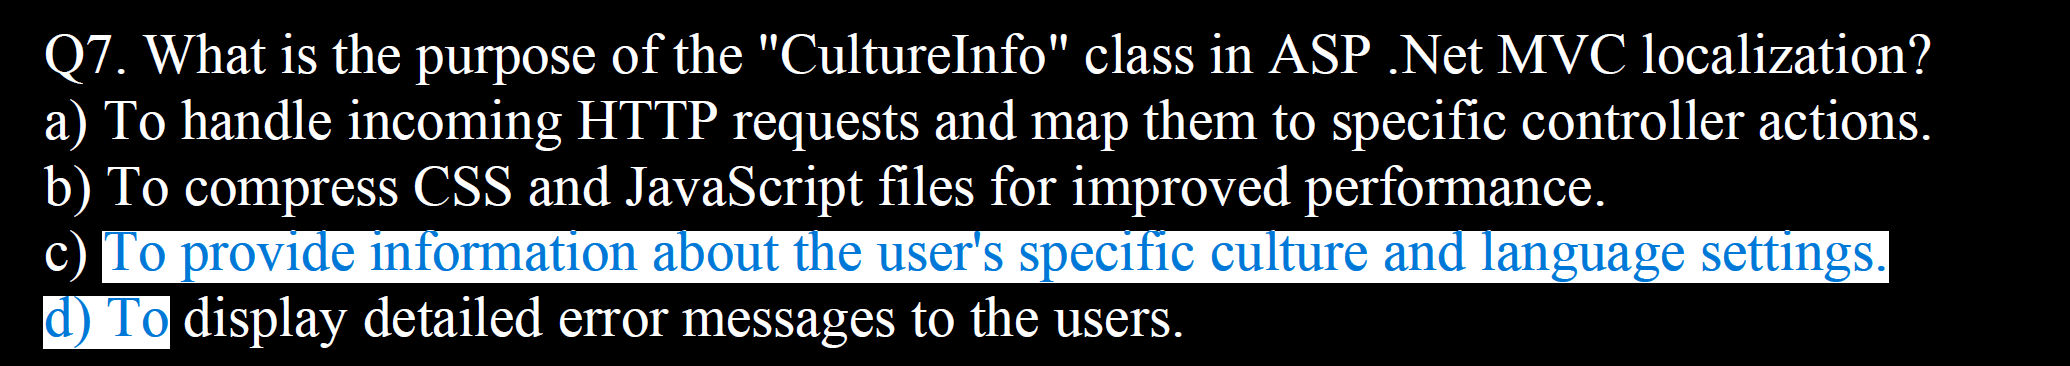 Q7. What is the purpose of the "CultureInfo" class in ASP .Net MVC localization?
a) To handle incoming HTTP requests and map them to specific controller actions.
b) To compress CSS and JavaScript files for improved performance.
c) To provide information about the user's specific culture and language settings.
d) To display detailed error messages to the users.